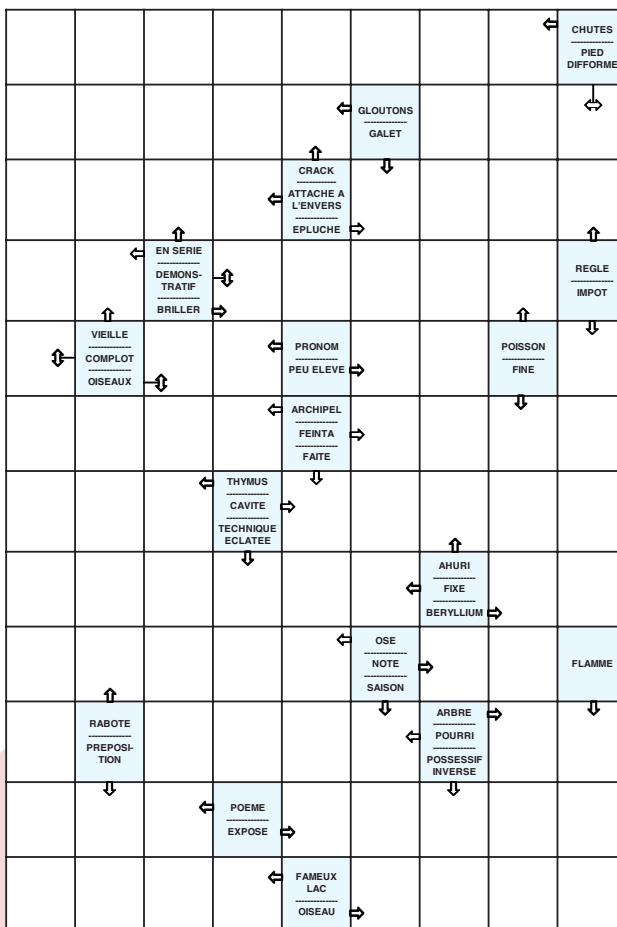 CHUTES
PIED
DIFFORME
GLOUTONS
GALET
CRACK
ATTACHE A
L'ENVERS
EPLUCHE
EN SERIE
DEMONS-
TRATIF
BRILLER
REGLE
IMPOT
VIEILLE
COMPLOT
OISEAUX
PRONOM
PEU ELEVE
POISSON
FINE
ARCHIPEL
FEINTA
FAITE
THYMUS
CAVITE
TECHNIQUE
ECLATEE
AHURI
FIXE
BERYLLIUM
OSE
NOTE
SAISON
FLAMME
RABOTE
PREPOSI-
TION
ARBRE
POURRI
POSSESSIF
INVERSE
POEME
EXPOSE
FAMEUX
LAC
OISEAU